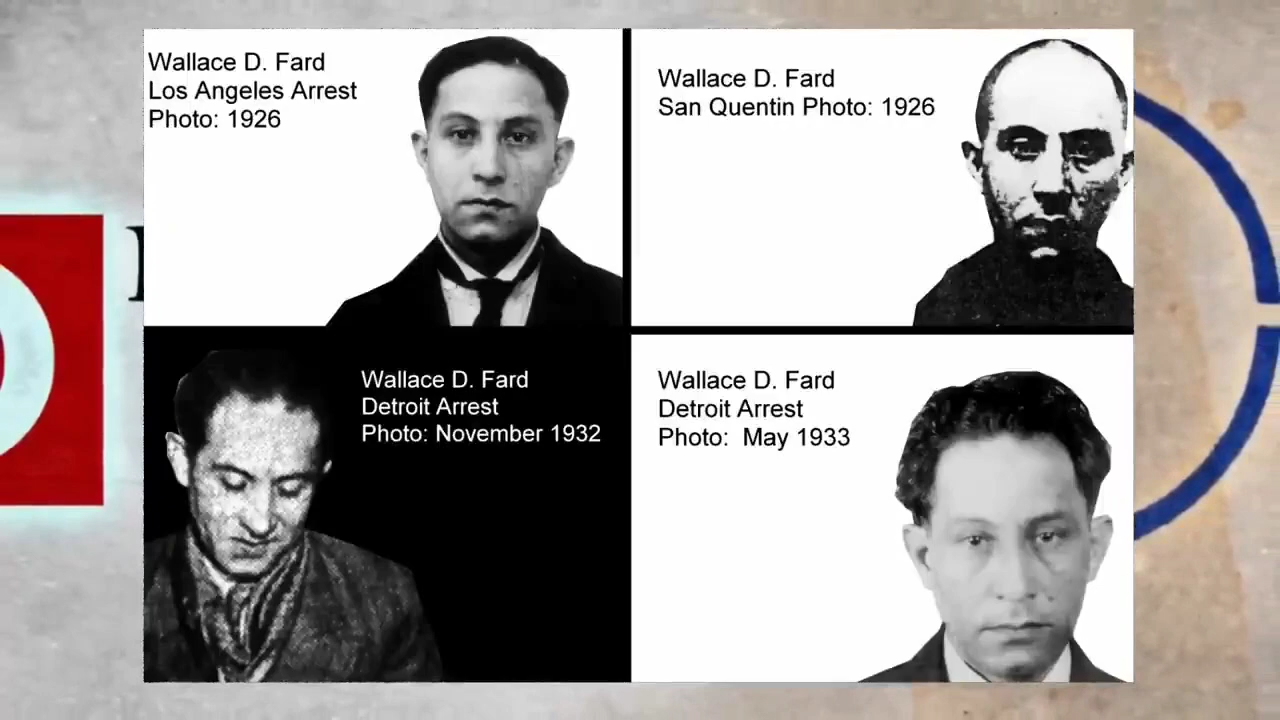 Wallace D. Fard
Los Angeles Arrest
Photo: 1926
Wallace D. Fard
San Quentin Photo: 1926
Wallace D. Fard
Detroit Arrest
Photo: November 1932
Wallace D. Fard
Detroit Arrest
Photo: May 1933